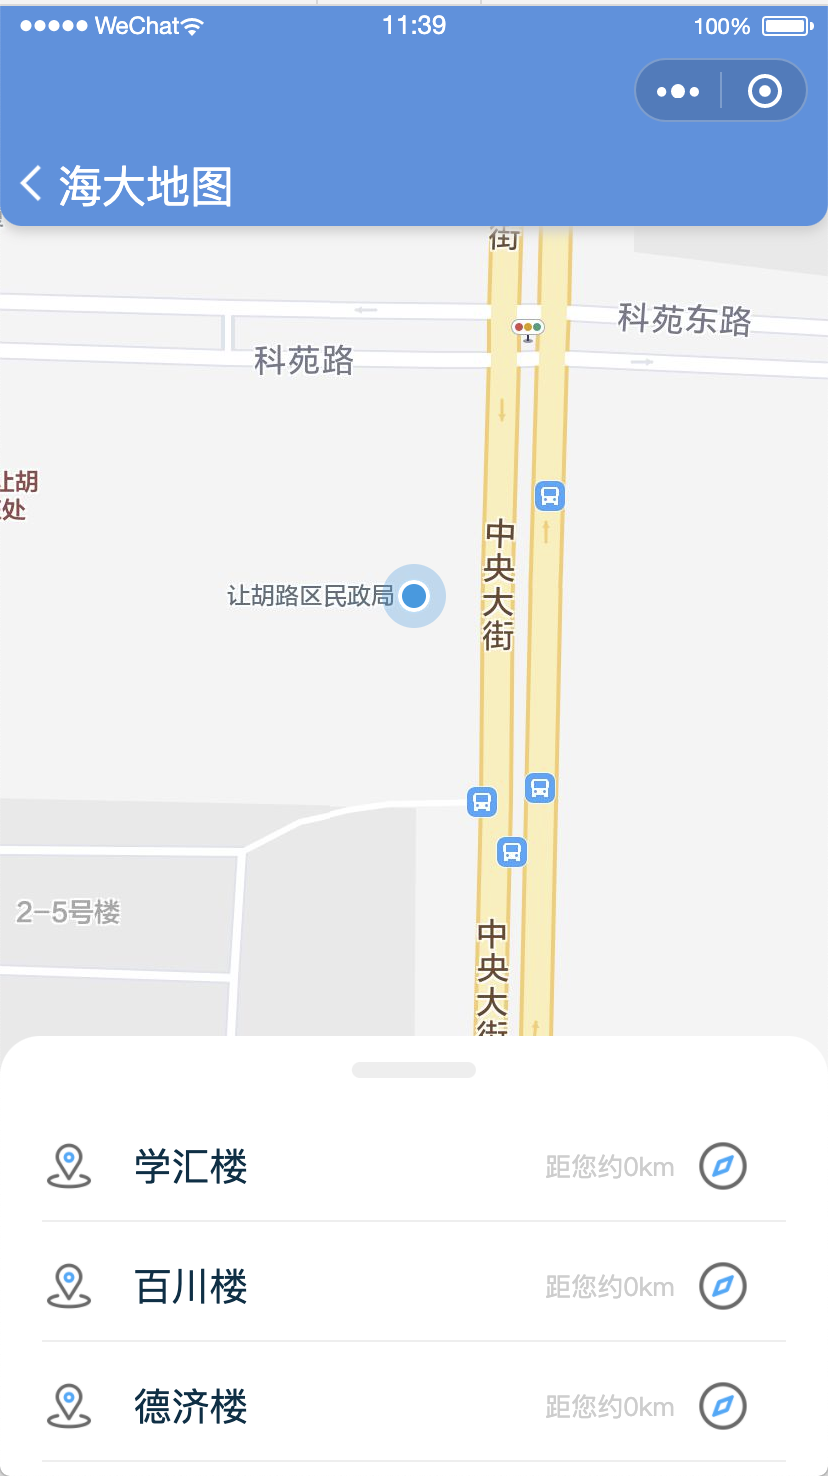 WeChat 11:39 100%
海大地图
街
科苑东路
科苑路
让胡
处
中央大街
让胡路区民政局
2-5号楼
中央大街
学汇楼 距您约0km
百川楼 距您约0km
德济楼 距您约0km